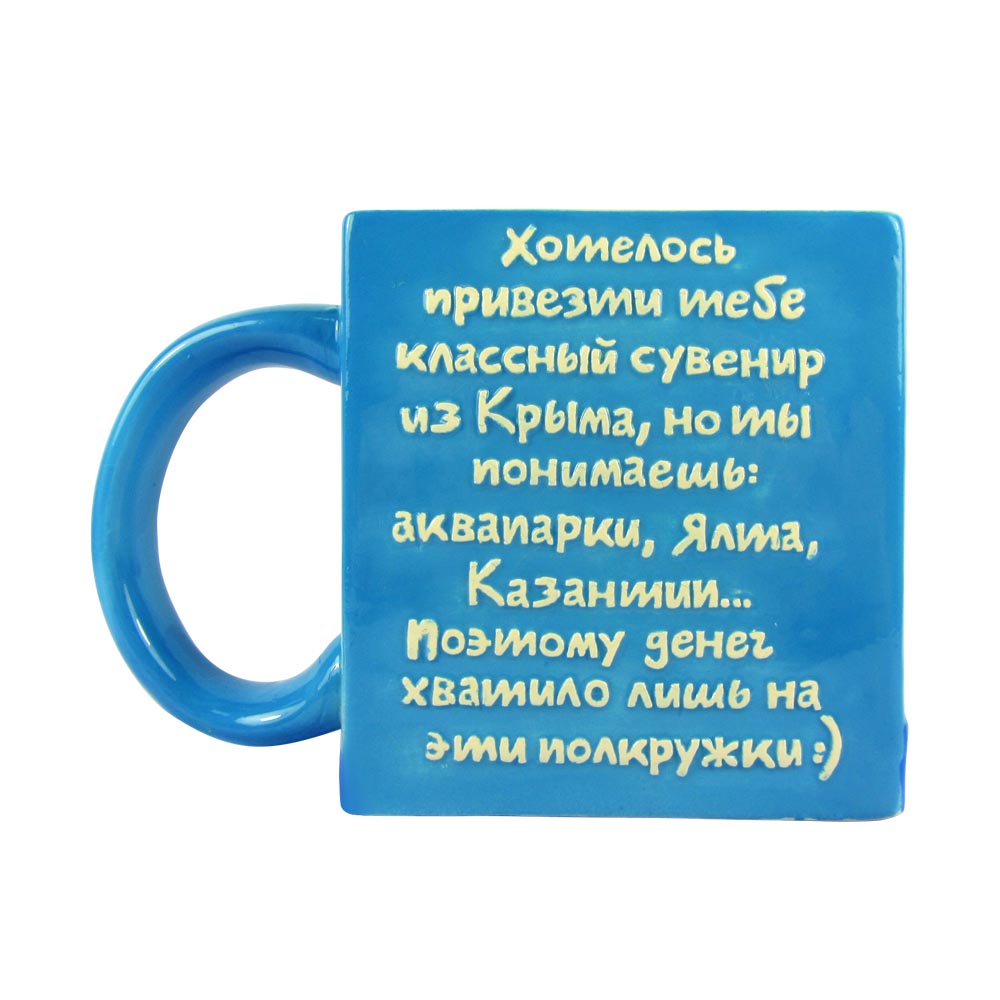 Хотелось
привезти тебе
классный сувенир
из Крыма, но ты
понимаешь:
аквапарки, Ялта,
Казантип...
Поэтому денег
хватило лишь на
эти полкружки :)